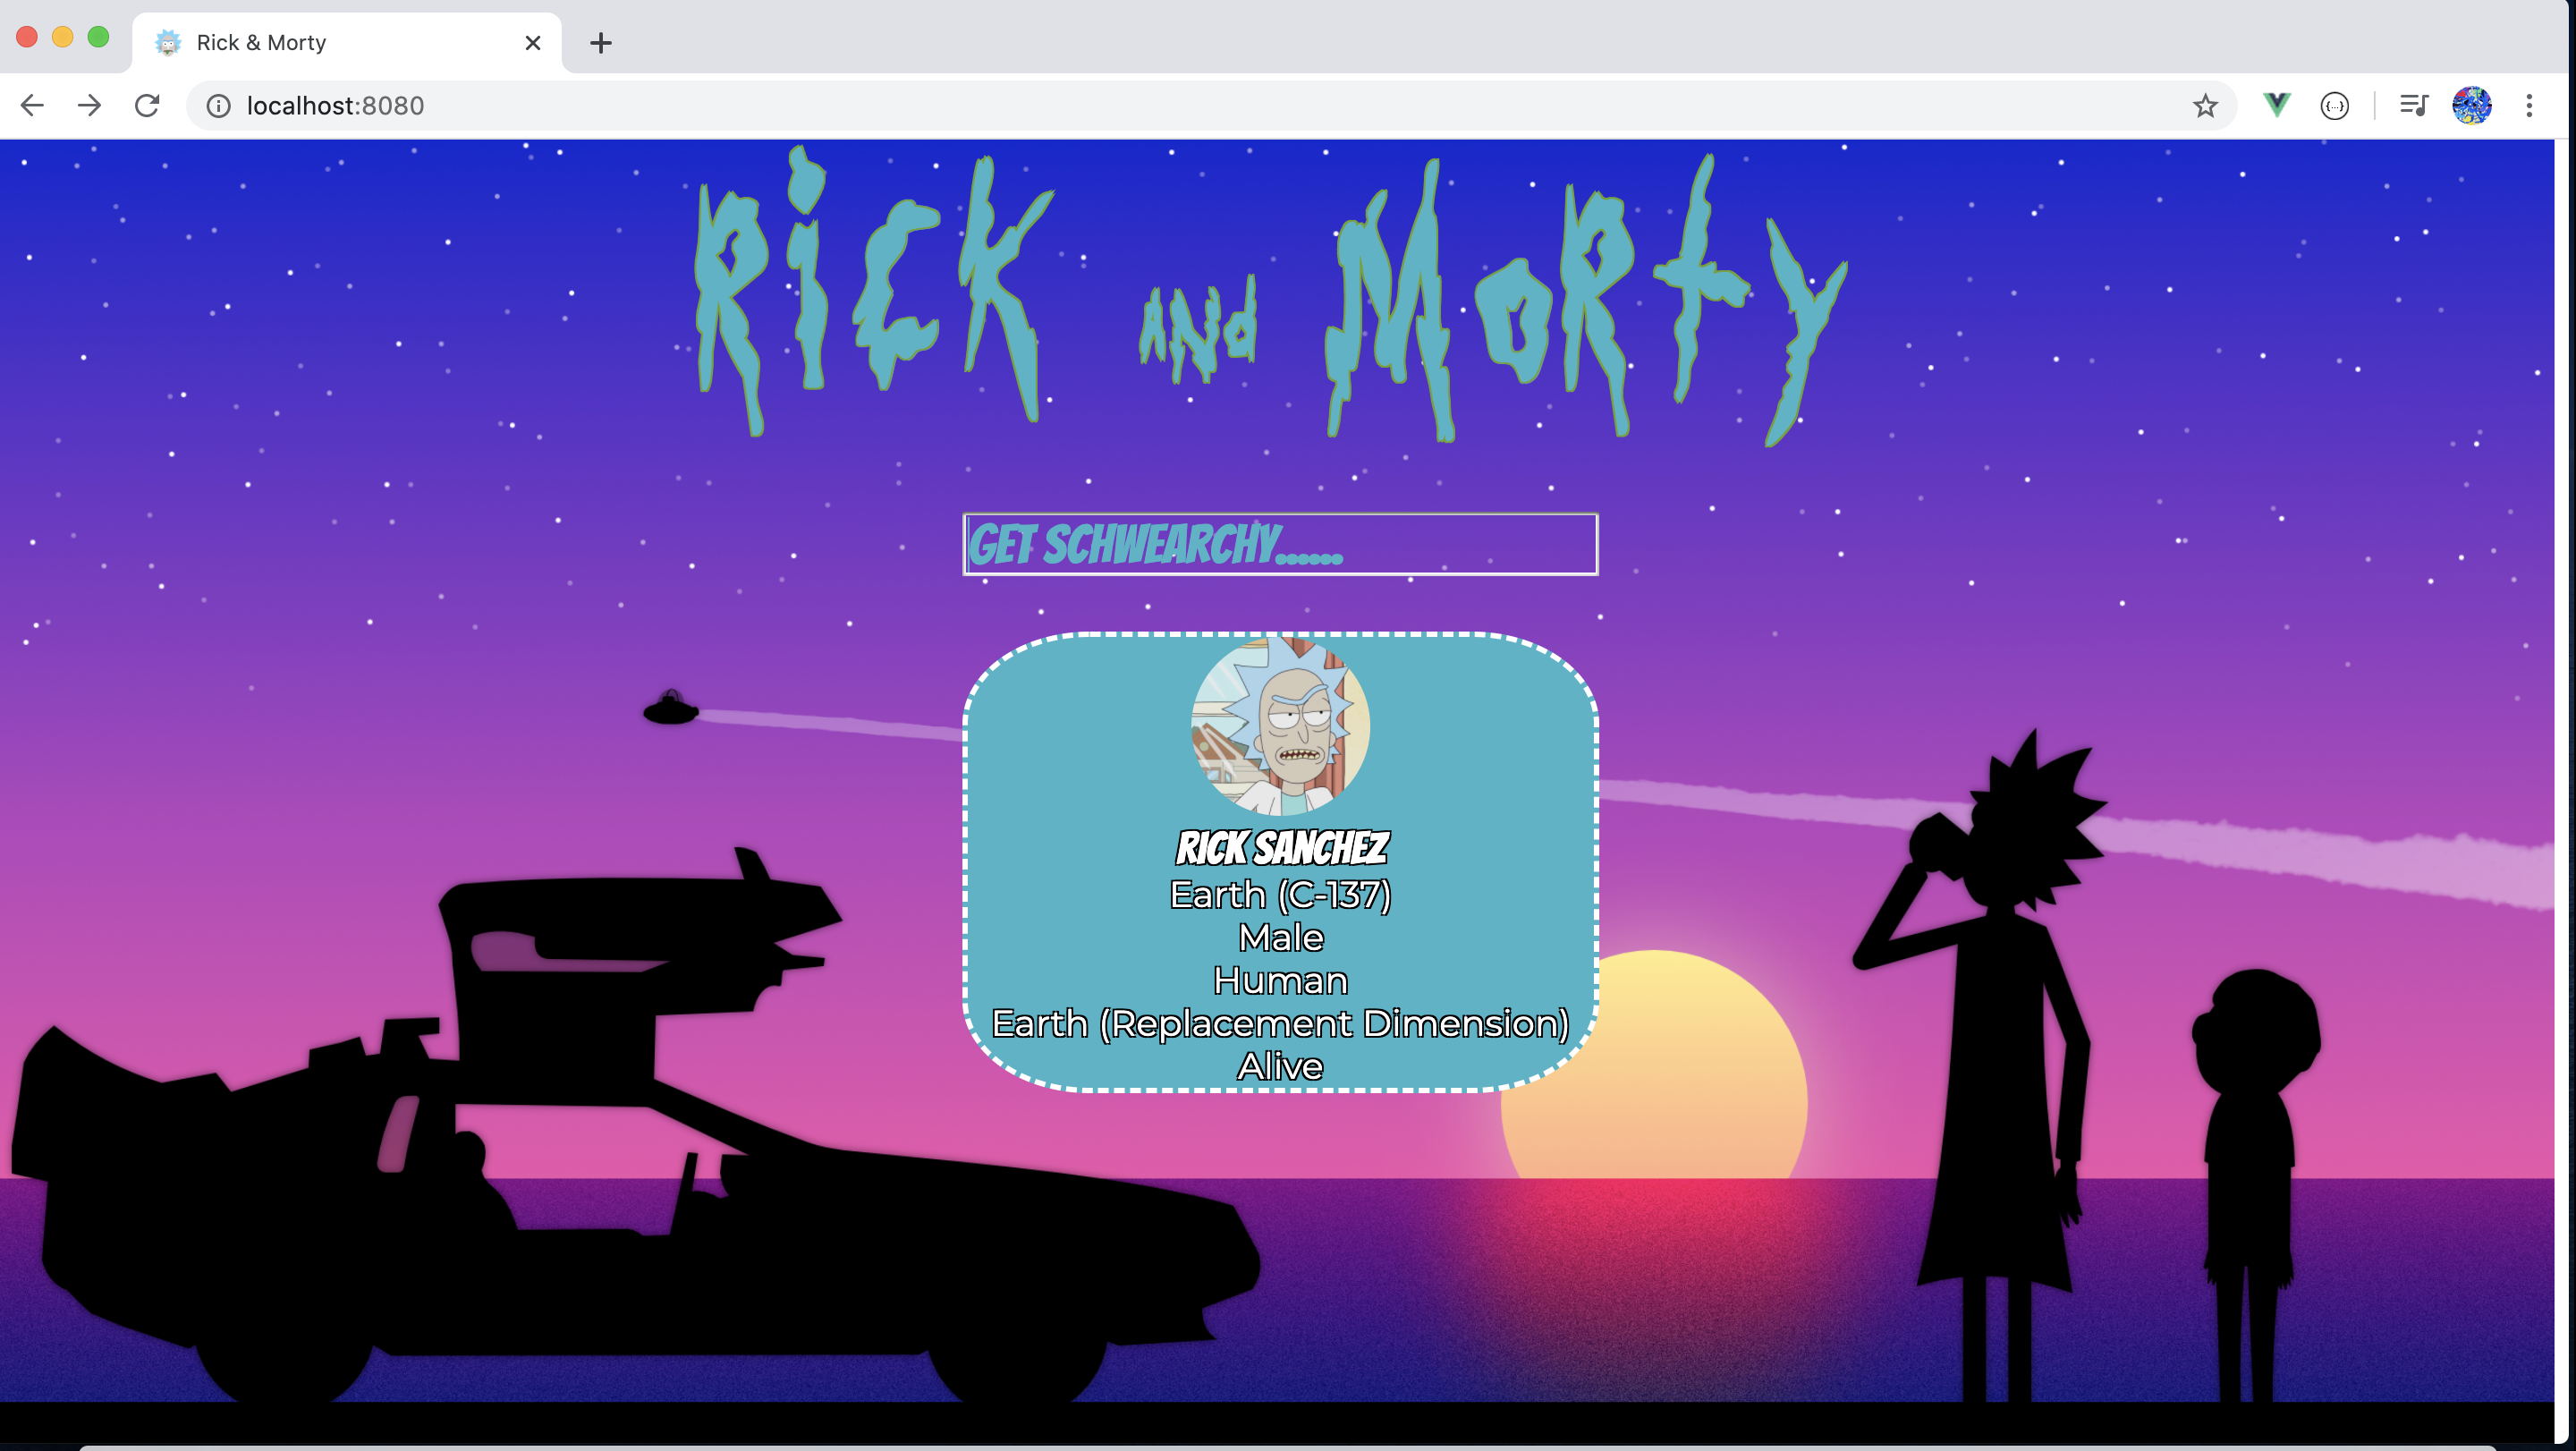 Rick & Morty
localhost:8080
RicK aNd MoRty
GET SCHWEARCHY......
RICK SANCHEZ
Earth (C-137)
Male
Human
Earth (Replacement Dimension)
Alive